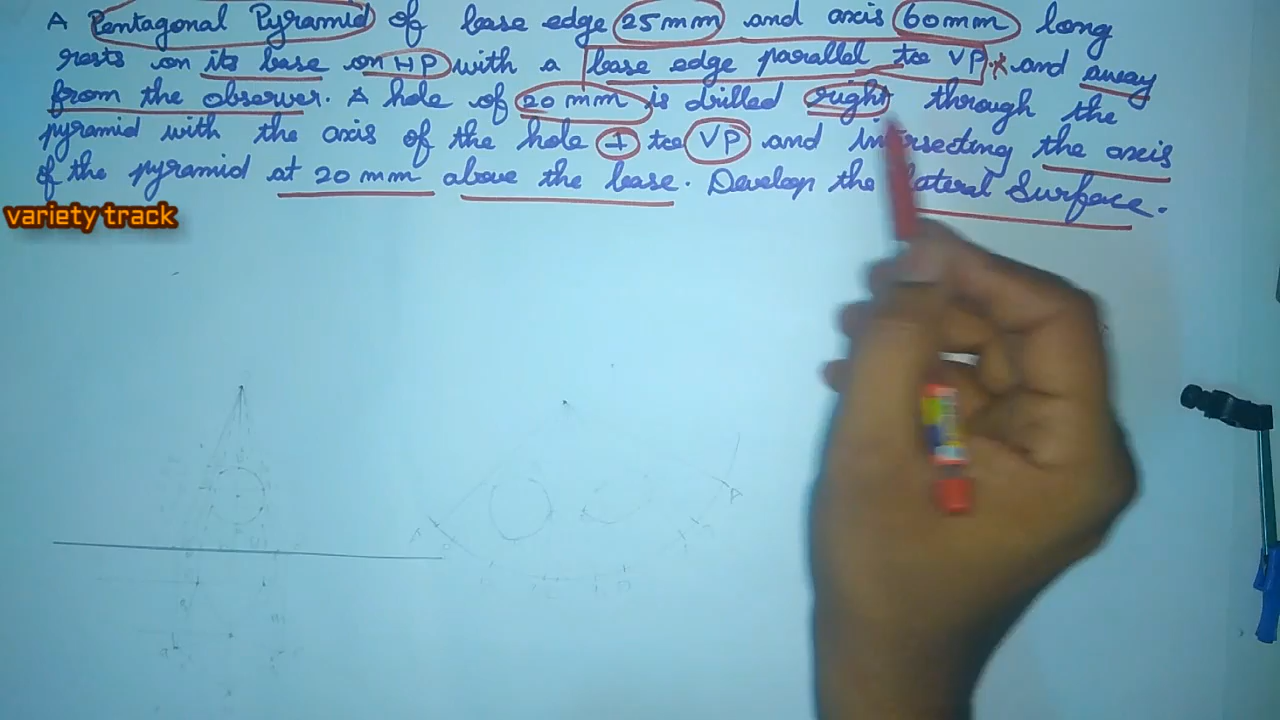 A Pentagonal Pyramid of base edge 25mm and axis 60mm long
rests on its base on HP with a base edge parallel to VP and away
from the observer. A hole of 20mm is drilled right through the
pyramid with the axis of the hole ⊥ to VP and intersecting the axis
of the pyramid at 20 mm above the base. Develop the lateral Surface.
variety track